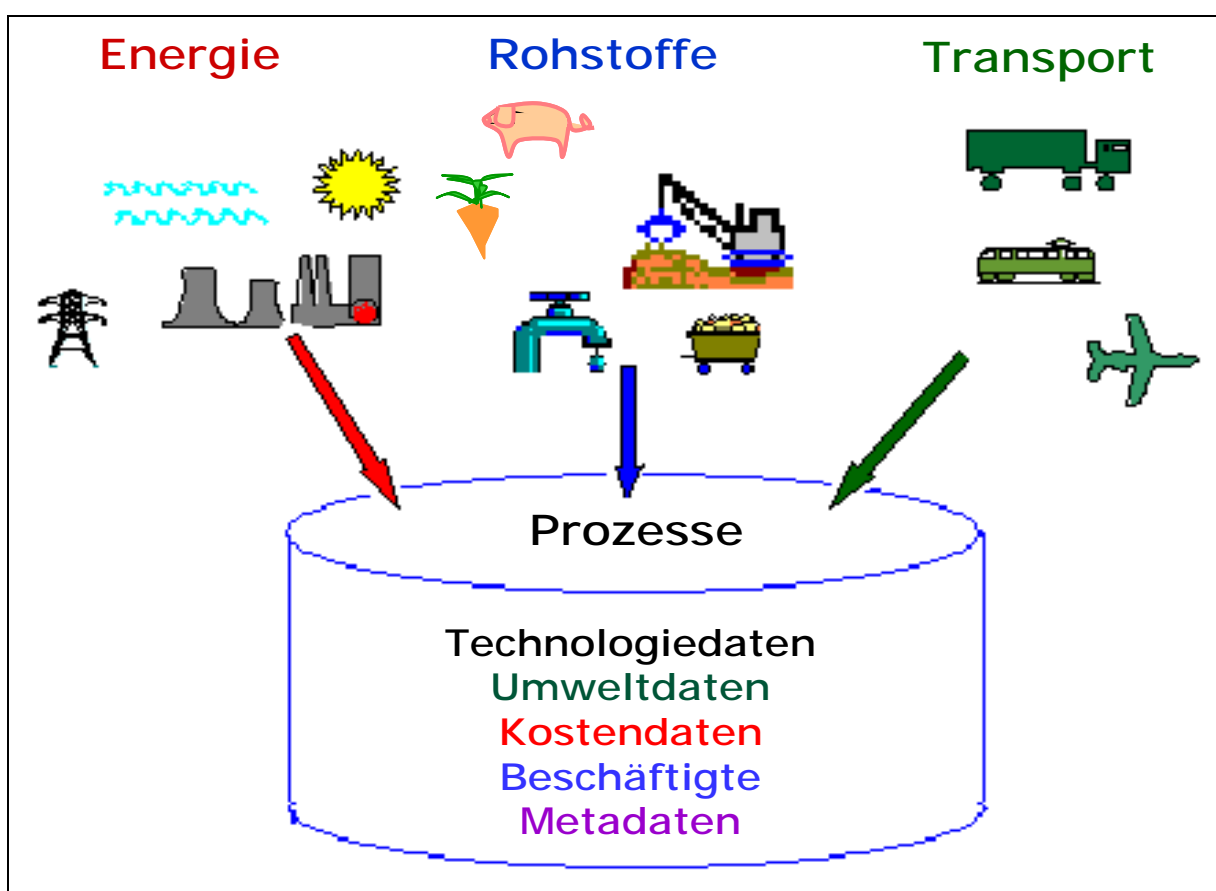 Energie Rohstoffe Transport
Prozesse
Technologiedaten
Umweltdaten
Kostendaten
Beschäftigte
Metadaten